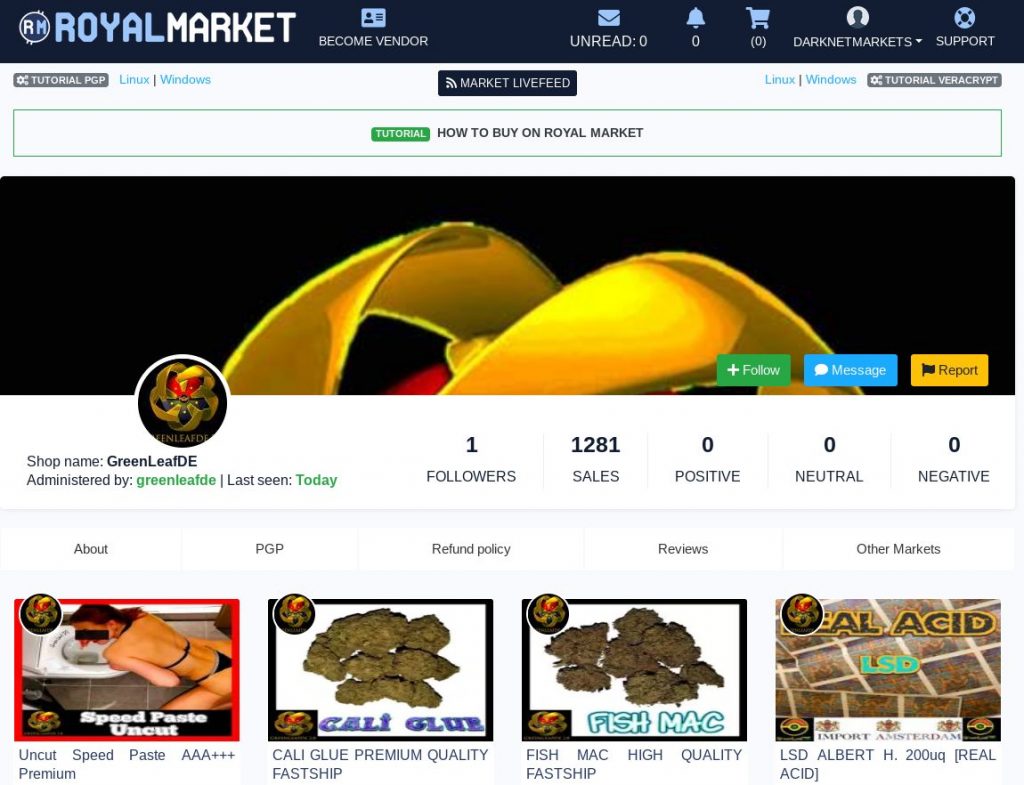 RM ROYALMARKET
BECOME VENDOR
UNREAD: 0
0
(0)
DARKNETMARKETS
SUPPORT
TUTORIAL PGP Linux | Windows
MARKET LIVEFEED
Linux | Windows TUTORIAL VERACRYPT
TUTORIAL HOW TO BUY ON ROYAL MARKET
Follow
Message
Report
Shop name: GreenLeafDE
Administered by: greenleafde | Last seen: Today
1
FOLLOWERS
1281
SALES
0
POSITIVE
0
NEUTRAL
0
NEGATIVE
About
PGP
Refund policy
Reviews
Other Markets
Speed Paste
Uncut
Uncut Speed Paste AAA+++
Premium
CALI GLUE
CALI GLUE PREMIUM QUALITY
FASTSHIP
FISH MAC
FISH MAC HIGH QUALITY
FASTSHIP
EAL ACID
LSD
IMPORT AMSTERDAM
LSD ALBERT H. 200uq [REAL
ACID]